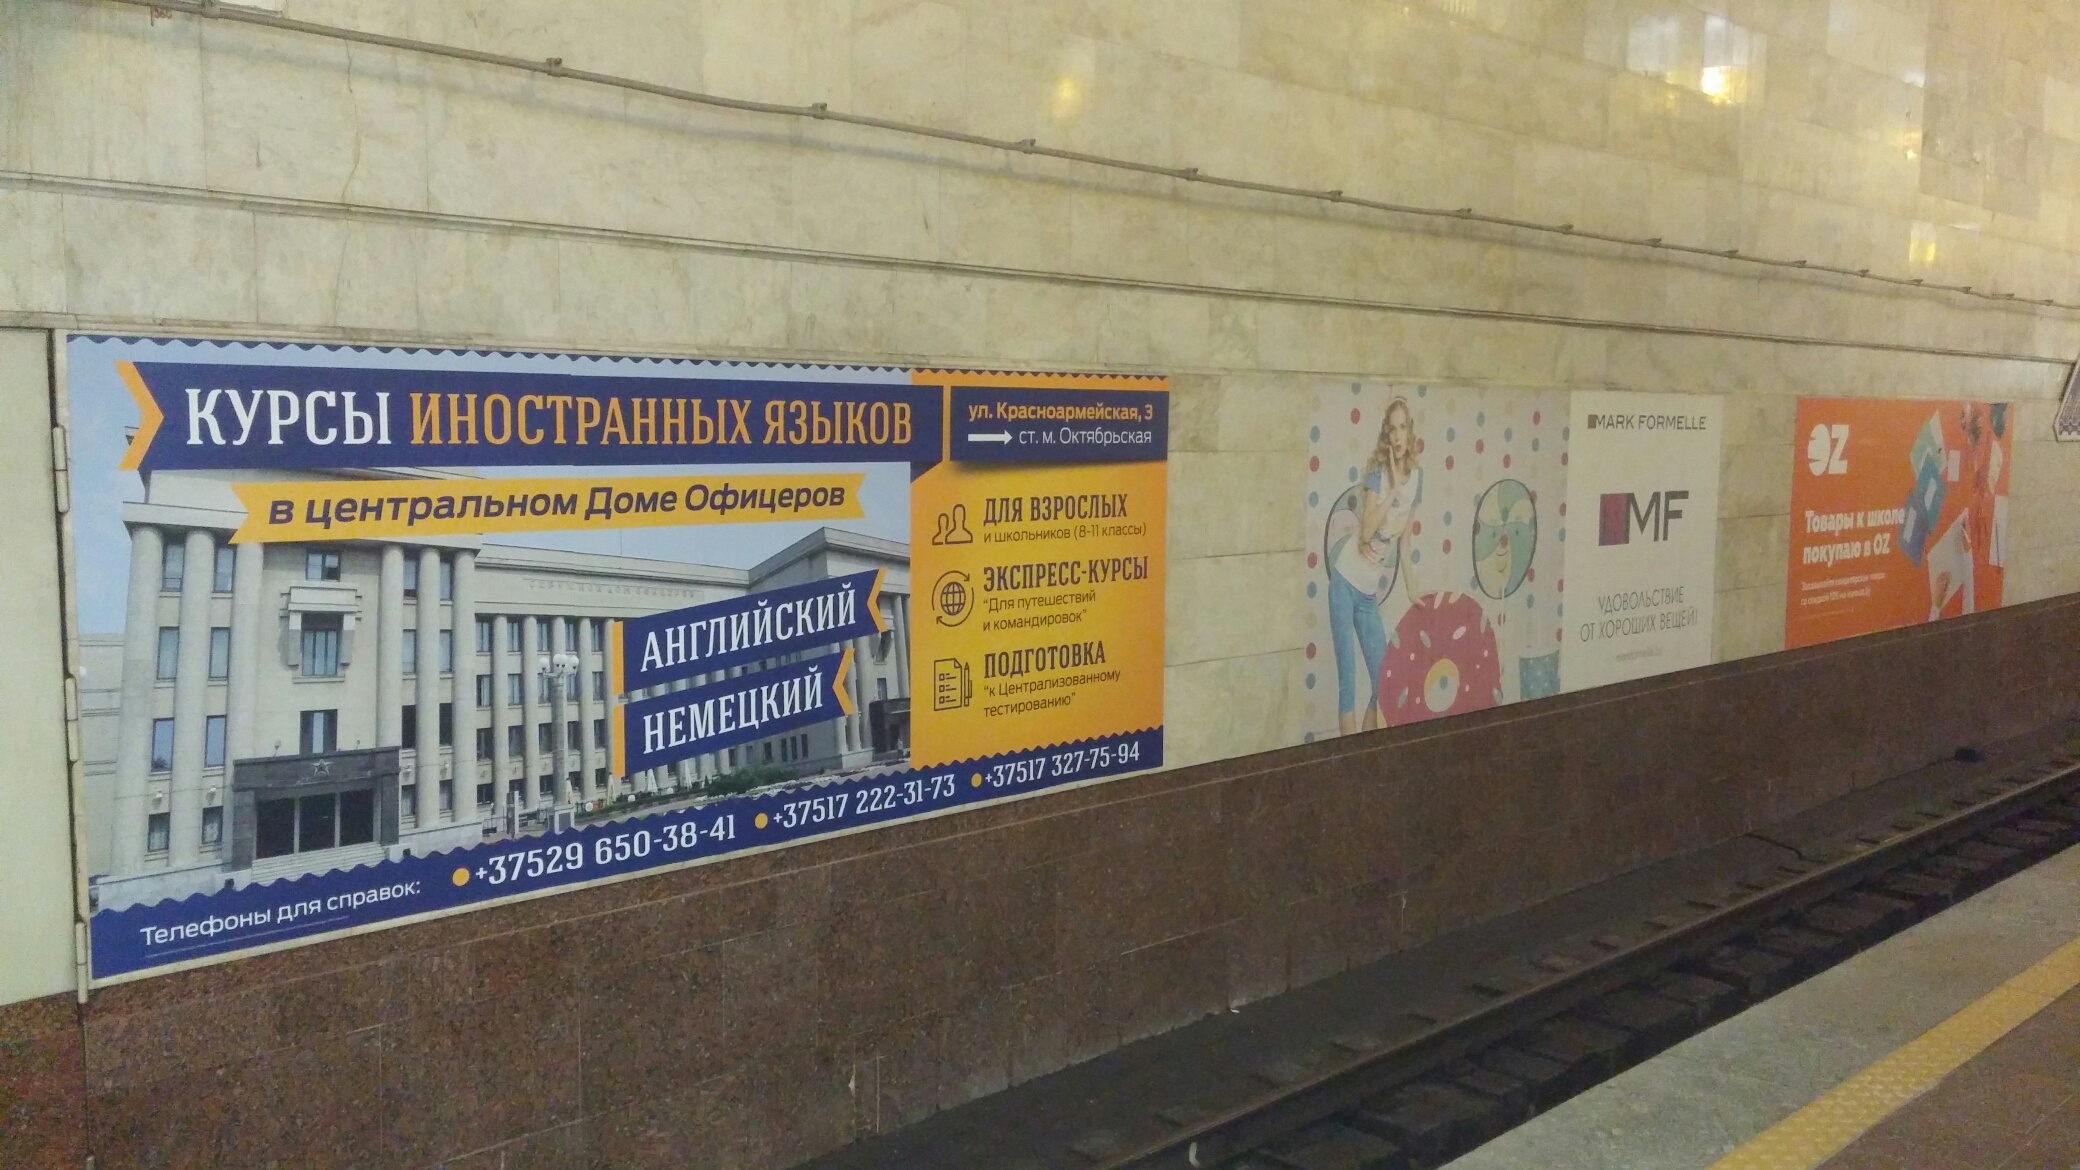 КУРСЫ ИНОСТРАННЫХ ЯЗЫКОВ
в центральном Доме Офицеров
АНГЛИЙСКИЙ
НЕМЕЦКИЙ
ул. Красноармейская, 3
ст. м. Октябрьская
ДЛЯ ВЗРОСЛЫХ
и школьников (8-11 классы)
ЭКСПРЕСС-КУРСЫ
"Для путешествий
и командировок"
ПОДГОТОВКА
"к Централизованному
тестированию"
Телефоны для справок: +37529 650-38-41 +37517 222-31-73 +37517 327-75-94
MARK FORMELLE
MF
УДОВОЛЬСТВИЕ
ОТ ХОРОШИХ ВЕЩЕЙ!
OZ
Товары к школе
покупаю в OZ